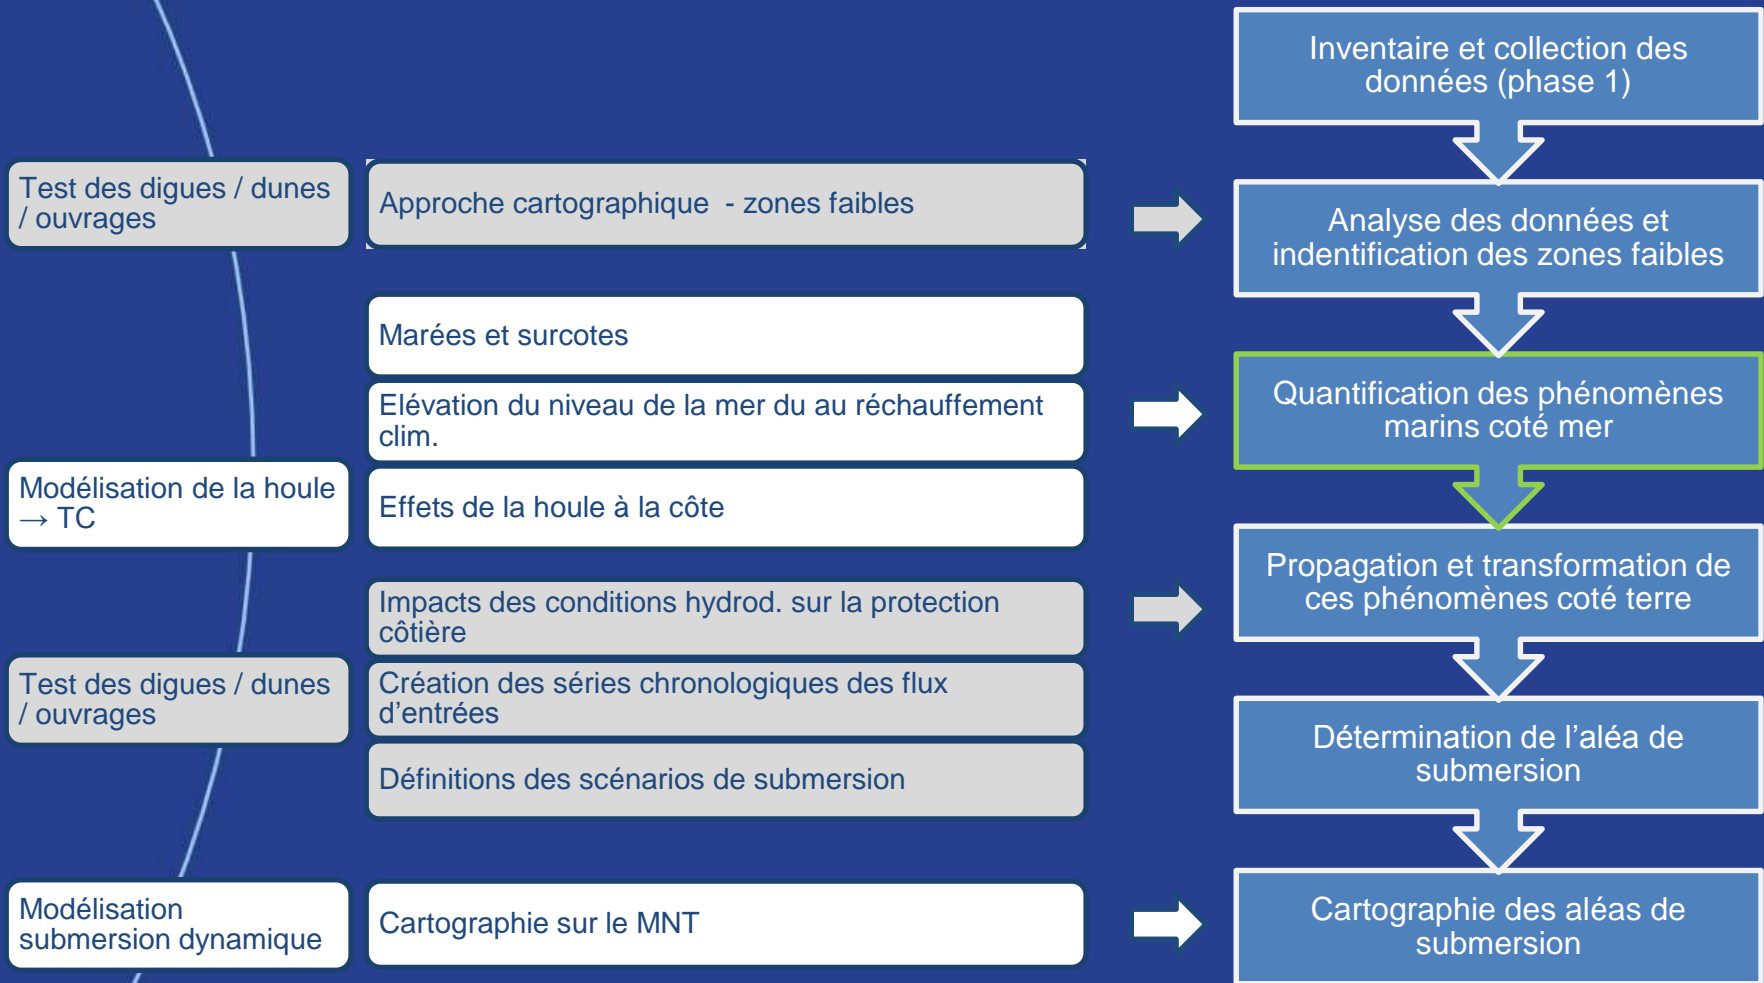 Inventaire et collection des
données (phase 1)
Test des digues / dunes
/ ouvrages
Approche cartographique - zones faibles
Analyse des données et
indentification des zones faibles
Marées et surcotes
Elévation du niveau de la mer du au réchauffement
clim.
Quantification des phénomènes
marins coté mer
Modélisation de la houle
→ TC
Effets de la houle à la côte
Impacts des conditions hydrod. sur la protection
côtière
Propagation et transformation de
ces phénomènes coté terre
Test des digues / dunes
/ ouvrages
Création des séries chronologiques des flux
d’entrées
Définitions des scénarios de submersion
Détermination de l’aléa de
submersion
Modélisation
submersion dynamique
Cartographie sur le MNT
Cartographie des aléas de
submersion